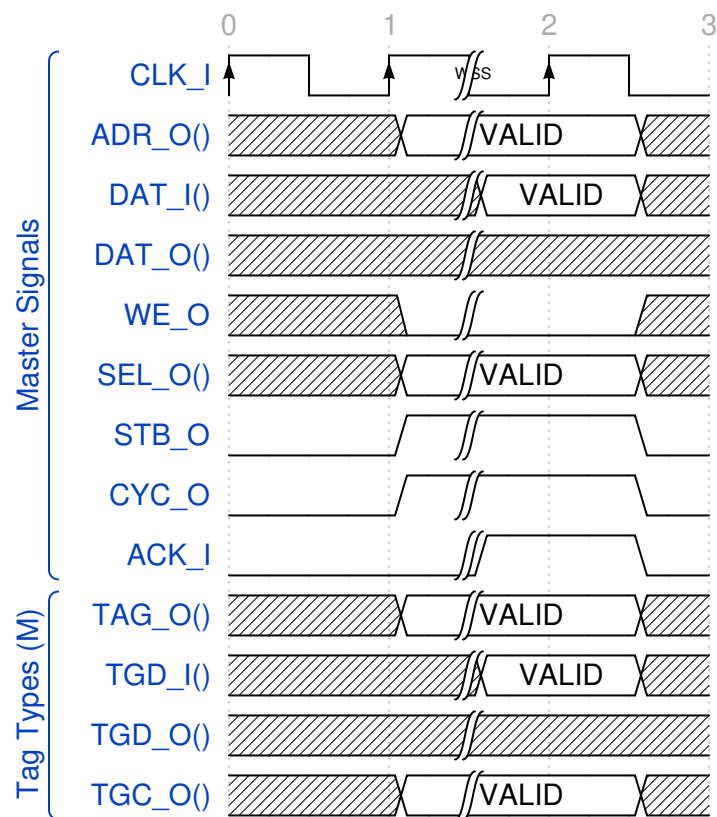 0 1 2 3
CLK_I WSS
ADR_O() VALID
DAT_I() VALID
DAT_O()
WE_O
SEL_O() VALID
STB_O
CYC_O
ACK_I
Master Signals
TAG_O() VALID
TGD_I() VALID
TGD_O()
TGC_O() VALID
Tag Types (M)